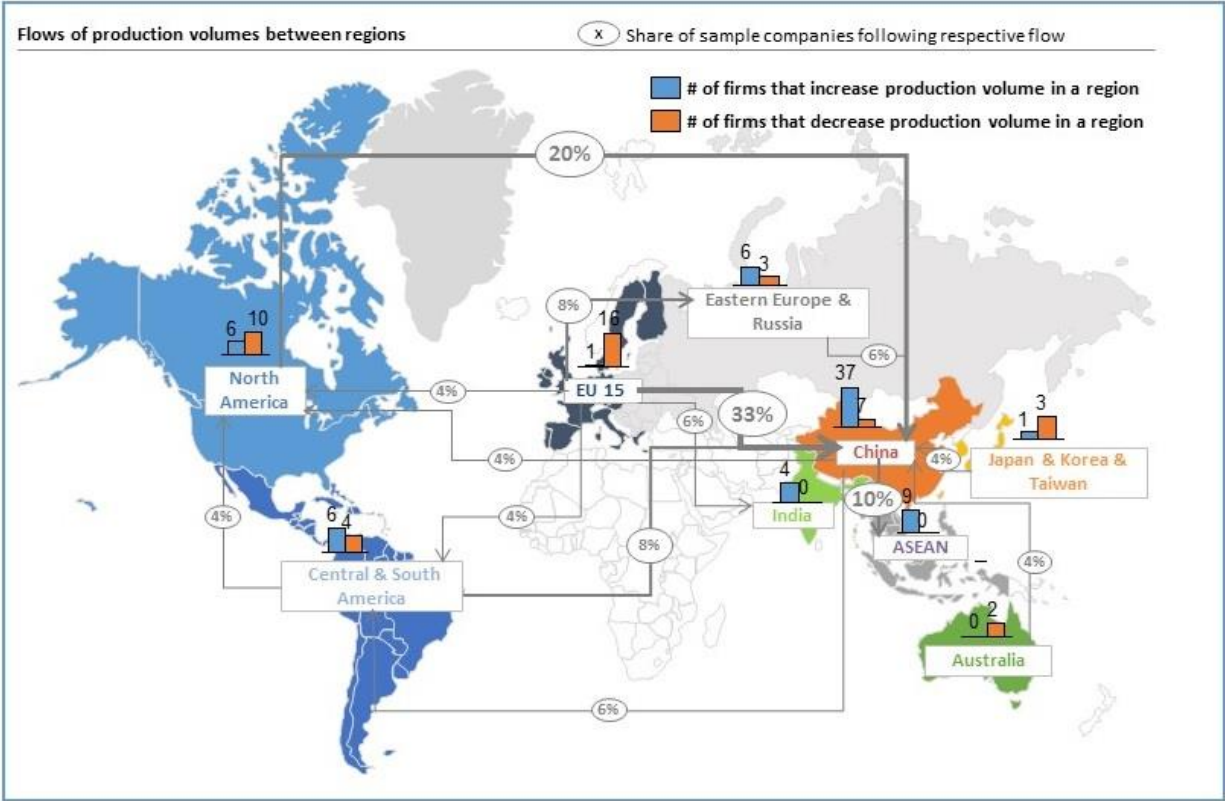 Flows of production volumes between regions
x Share of sample companies following respective flow
# of firms that increase production volume in a region
# of firms that decrease production volume in a region
20%
6 3
Eastern Europe &
Russia
8%
1 16
6 10
North
America
EU 15
4%
6%
33%
6%
37 7
China
4%
1 3
Japan & Korea &
Taiwan
4%
4 0
India
10%
9 0
ASEAN
–
4%
4%
4%
6 4
Central & South
America
8%
0 2
Australia
6%